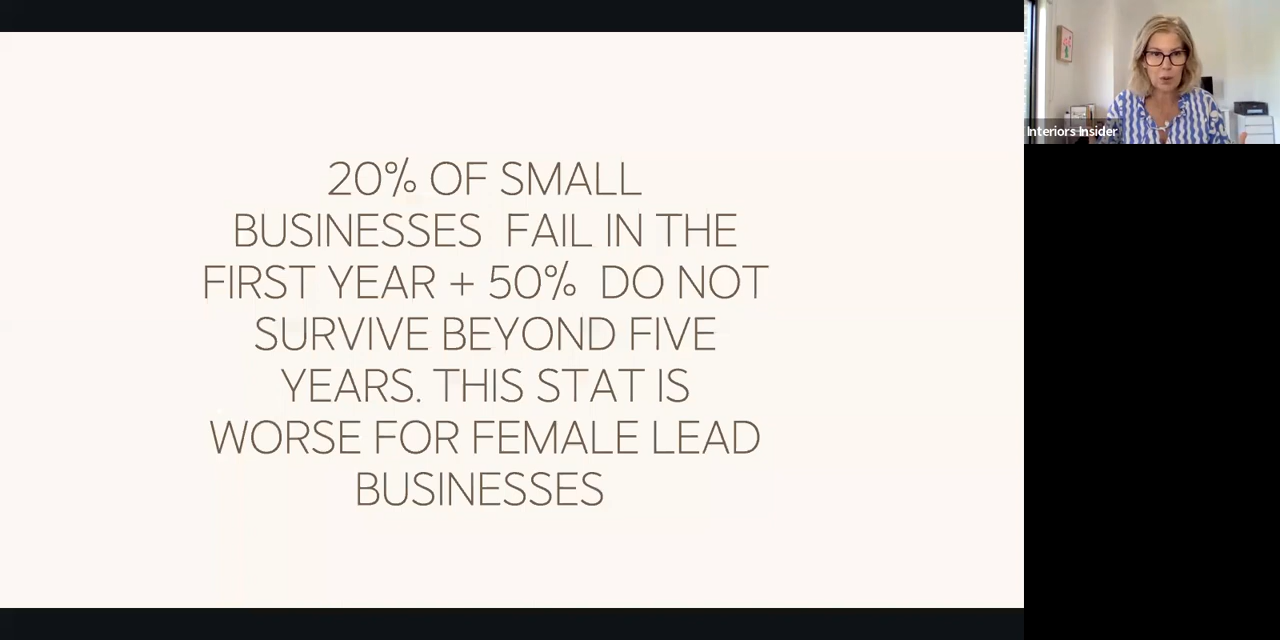 20% OF SMALL
BUSINESSES FAIL IN THE
FIRST YEAR + 50% DO NOT
SURVIVE BEYOND FIVE
YEARS. THIS STAT IS
WORSE FOR FEMALE LEAD
BUSINESSES
Interiors Insider